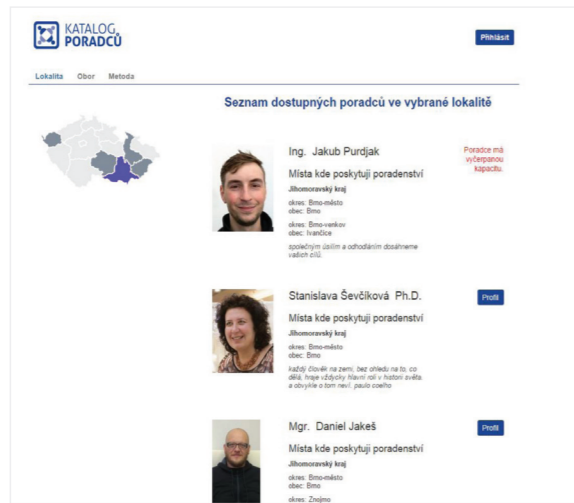 KATALOG
PORADCŮ
Přihlásit
Lokalita Obor Metoda
Seznam dostupných poradců ve vybrané lokalitě
Ing. Jakub Purdjak
Poradce má
vyčerpanou
kapacitu.
Místa kde poskytuji poradenství
Jihomoravský kraj
okres: Brno-město
obec: Brno
okres: Brno-venkov
obec: Ivančice
společným úsilím a odhodláním dosáhneme
vašich cílů.
Stanislava Ševčíková Ph.D.
Profil
Místa kde poskytuji poradenství
Jihomoravský kraj
okres: Brno-město
obec: Brno
každý člověk na zemi, bez ohledu na to, co
dělá, hraje vždycky hlavní roli v historii světa.
a obvykle o tom neví. paulo coelho
Mgr. Daniel Jakeš
Profil
Místa kde poskytuji poradenství
Jihomoravský kraj
okres: Brno-město
obec: Brno
okres: Znojmo